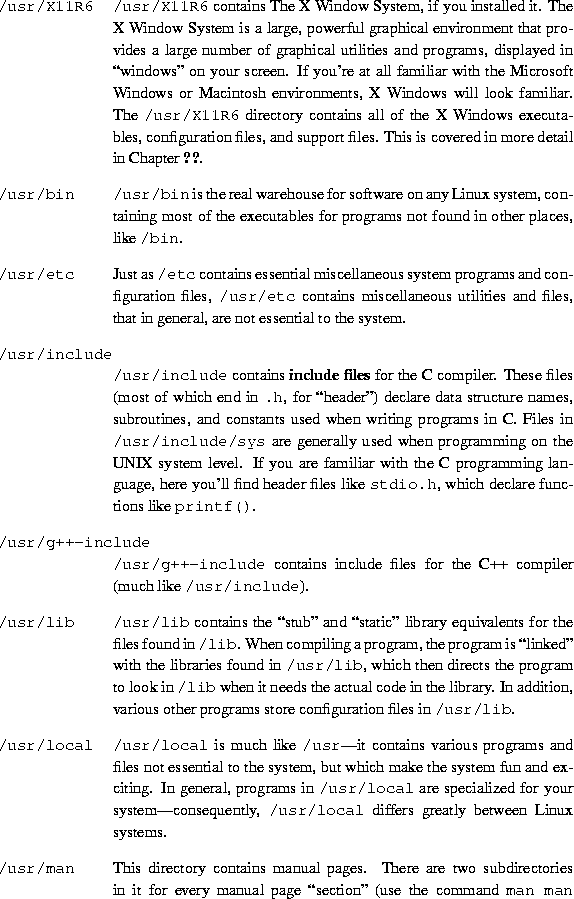 /usr/X11R6 /usr/X11R6 contains The X Window System, if you installed it. The
X Window System is a large, powerful graphical environment that pro-
vides a large number of graphical utilities and programs, displayed in
“windows” on your screen. If you're at all familiar with the Microsoft
Windows or Macintosh environments, X Windows will look familiar.
The /usr/X11R6 directory contains all of the X Windows executa-
bles, configuration files, and support files. This is covered in more detail
in Chapter ??.
/usr/bin /usr/bin is the real warehouse for software on any Linux system, con-
taining most of the executables for programs not found in other places,
like /bin.
/usr/etc Just as /etc contains essential miscellaneous system programs and con-
figuration files, /usr/etc contains miscellaneous utilities and files,
that in general, are not essential to the system.
/usr/include
/usr/include contains include files for the C compiler. These files
(most of which end in .h, for “header”) declare data structure names,
subroutines, and constants used when writing programs in C. Files in
/usr/include/sys are generally used when programming on the
UNIX system level. If you are familiar with the C programming lan-
guage, here you'll find header files like stdio.h, which declare func-
tions like printf().
/usr/g++-include
/usr/g++-include contains include files for the C++ compiler
(much like /usr/include).
/usr/lib /usr/lib contains the “stub” and “static” library equivalents for the
files found in /lib. When compiling a program, the program is “linked”
with the libraries found in /usr/lib, which then directs the program
to look in /lib when it needs the actual code in the library. In addition,
various other programs store configuration files in /usr/lib.
/usr/local /usr/local is much like /usr—it contains various programs and
files not essential to the system, but which make the system fun and ex-
citing. In general, programs in /usr/local are specialized for your
system—consequently, /usr/local differs greatly between Linux
systems.
/usr/man This directory contains manual pages. There are two subdirectories
in it for every manual page “section” (use the command man man